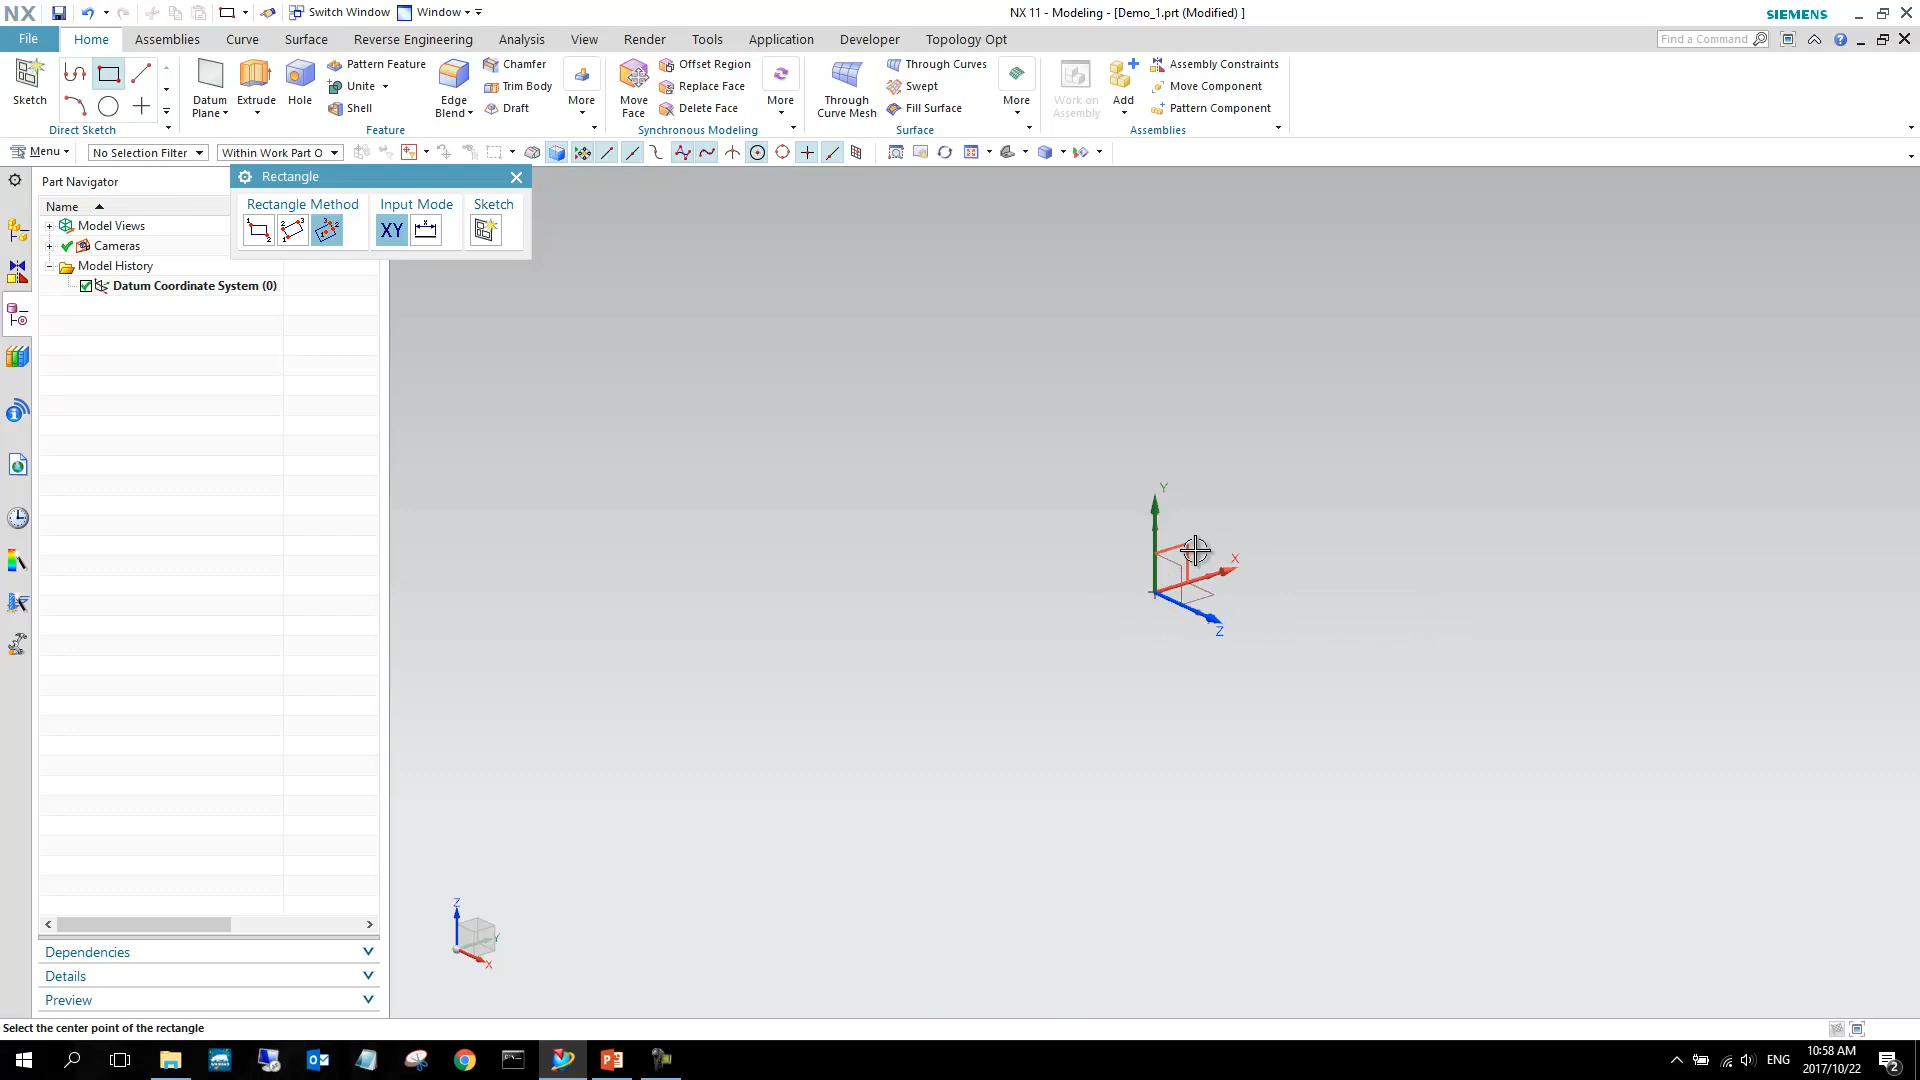 NX
Switch Window
Window
NX 11 - Modeling - [Demo_1.prt (Modified) ]
SIEMENS
File
Home
Assemblies
Curve
Surface
Reverse Engineering
Analysis
View
Render
Tools
Application
Developer
Topology Opt
Find a Command
Sketch
Direct Sketch
Datum
Plane
Extrude
Hole
Pattern Feature
Unite
Shell
Edge
Blend
Chamfer
Trim Body
Draft
More
Feature
Move
Face
Offset Region
Replace Face
Delete Face
More
Synchronous Modeling
Through
Curve Mesh
Through Curves
Swept
Fill Surface
More
Surface
Work on
Assembly
Add
Assembly Constraints
Move Component
Pattern Component
Assemblies
Menu
No Selection Filter
Within Work Part O
Part Navigator
Name
Model Views
Cameras
Model History
Datum Coordinate System (0)
Rectangle
Rectangle Method
Input Mode
Sketch
XY
Y
X
Z
Z
Y
X
Dependencies
Details
Preview
Select the center point of the rectangle
ENG
10:58 AM
2017/10/22
2